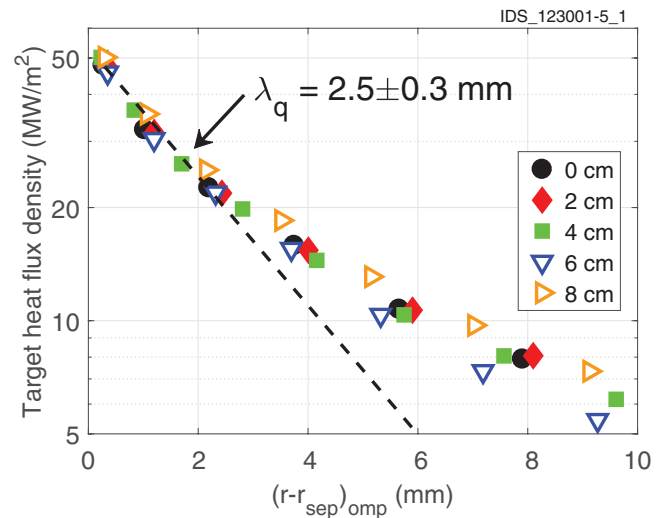 IDS_123001-5_1
50
20
10
5
Target heat flux density (MW/m²)
λq = 2.5±0.3 mm
0 cm
2 cm
4 cm
6 cm
8 cm
0 2 4 6 8 10
(r-rsep)omp (mm)